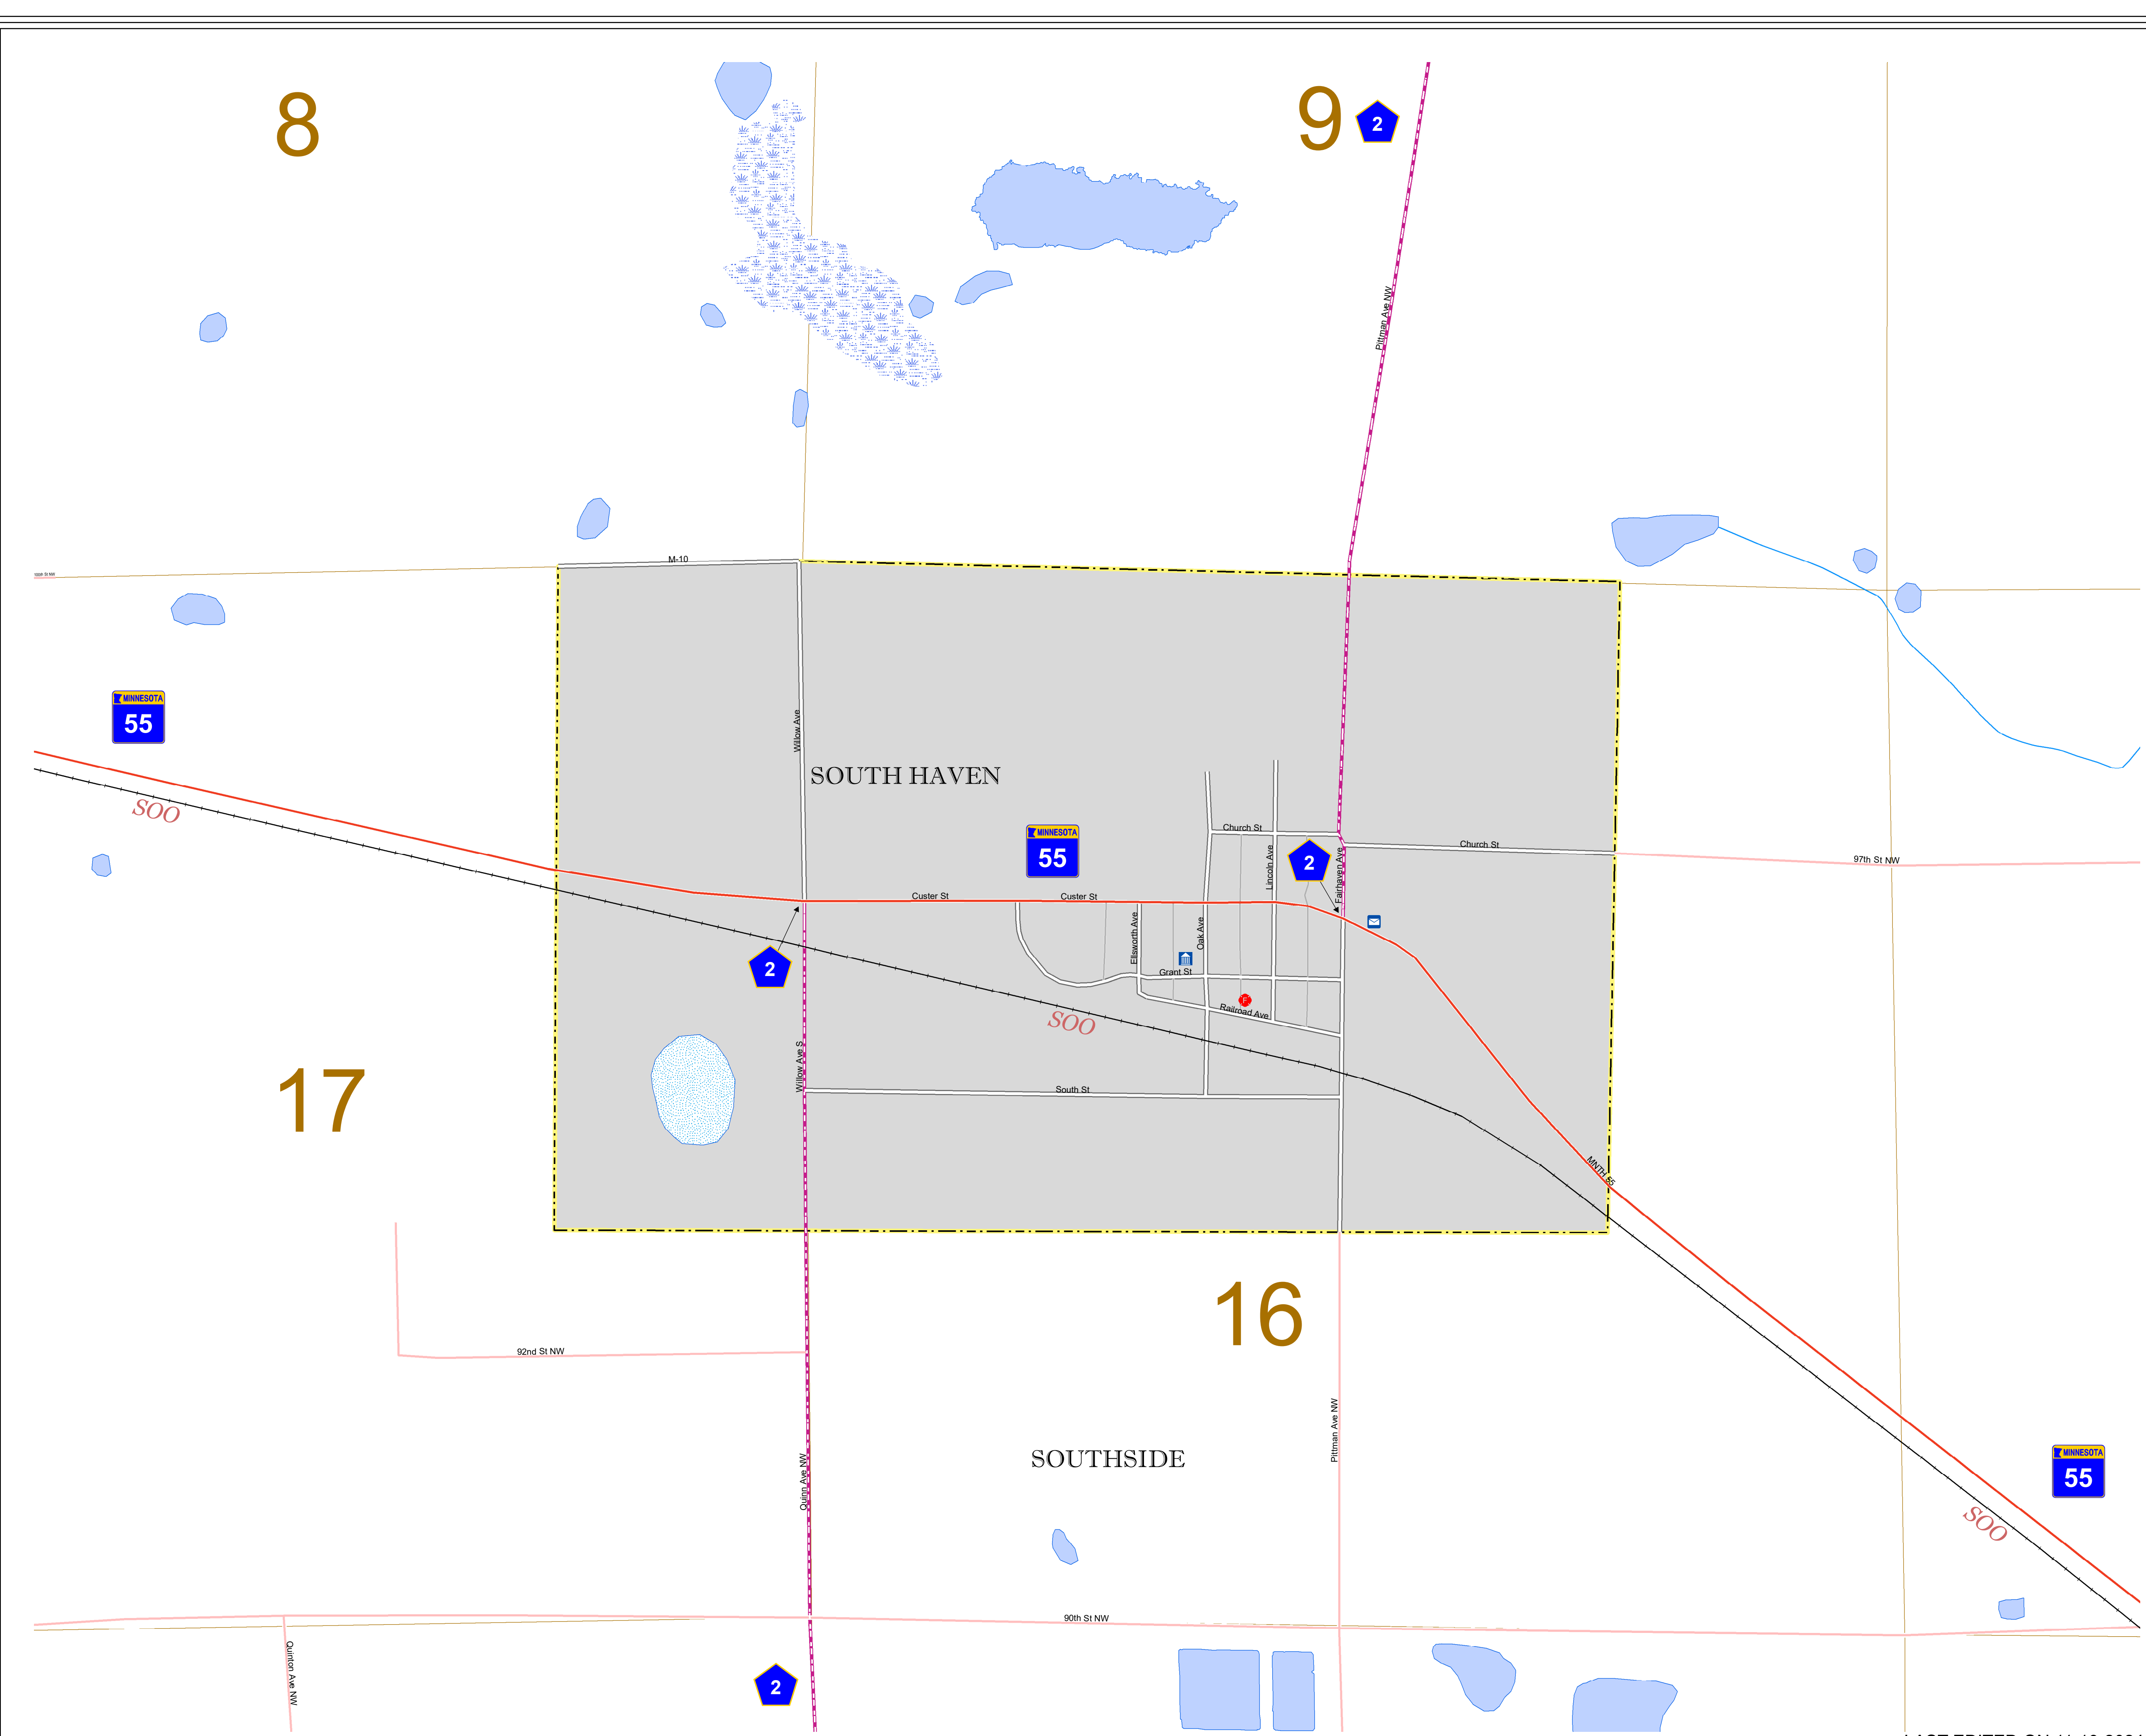 8
9
2
Pittman Ave NW
M-10
MINNESOTA
55
Willow Ave
SOUTH HAVEN
SOO
MINNESOTA
55
Church St
Church St
97th St NW
2
Lincoln Ave
Fairhaven Ave
Custer St
Custer St
Ellsworth Ave
Oak Ave
2
Grant St
F
Railroad Ave
SOO
Willow Ave S
South St
17
MNTH 55
16
92nd St NW
Pittman Ave NW
SOUTHSIDE
Quinn Ave NW
MINNESOTA
55
SOO
90th St NW
Quinton Ave NW
2